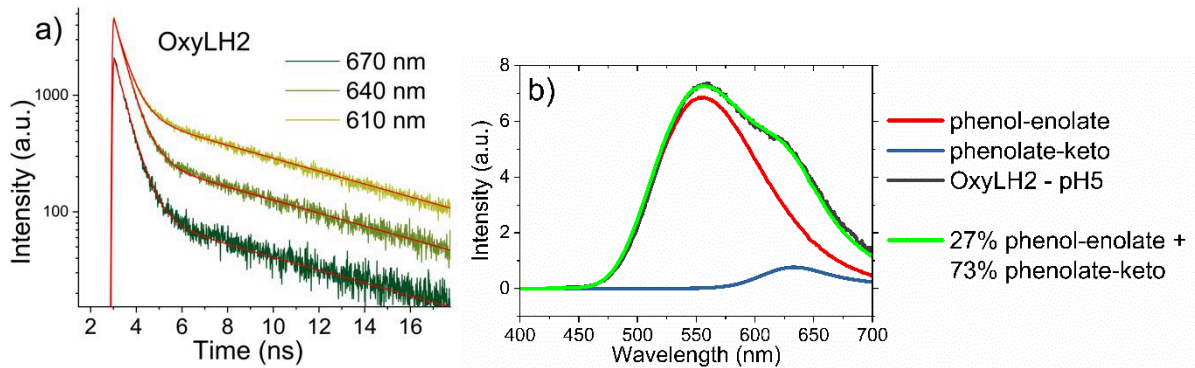 a)
OxyLH2
670 nm
640 nm
610 nm
Intensity (a.u.)
1000
100
2 4 6 8 10 12 14 16
Time (ns)
b)
Intensity (a.u.)
8
6
4
2
0
400 450 500 550 600 650 700
Wavelength (nm)
phenol-enolate
phenolate-keto
OxyLH2 - pH5
27% phenol-enolate +
73% phenolate-keto